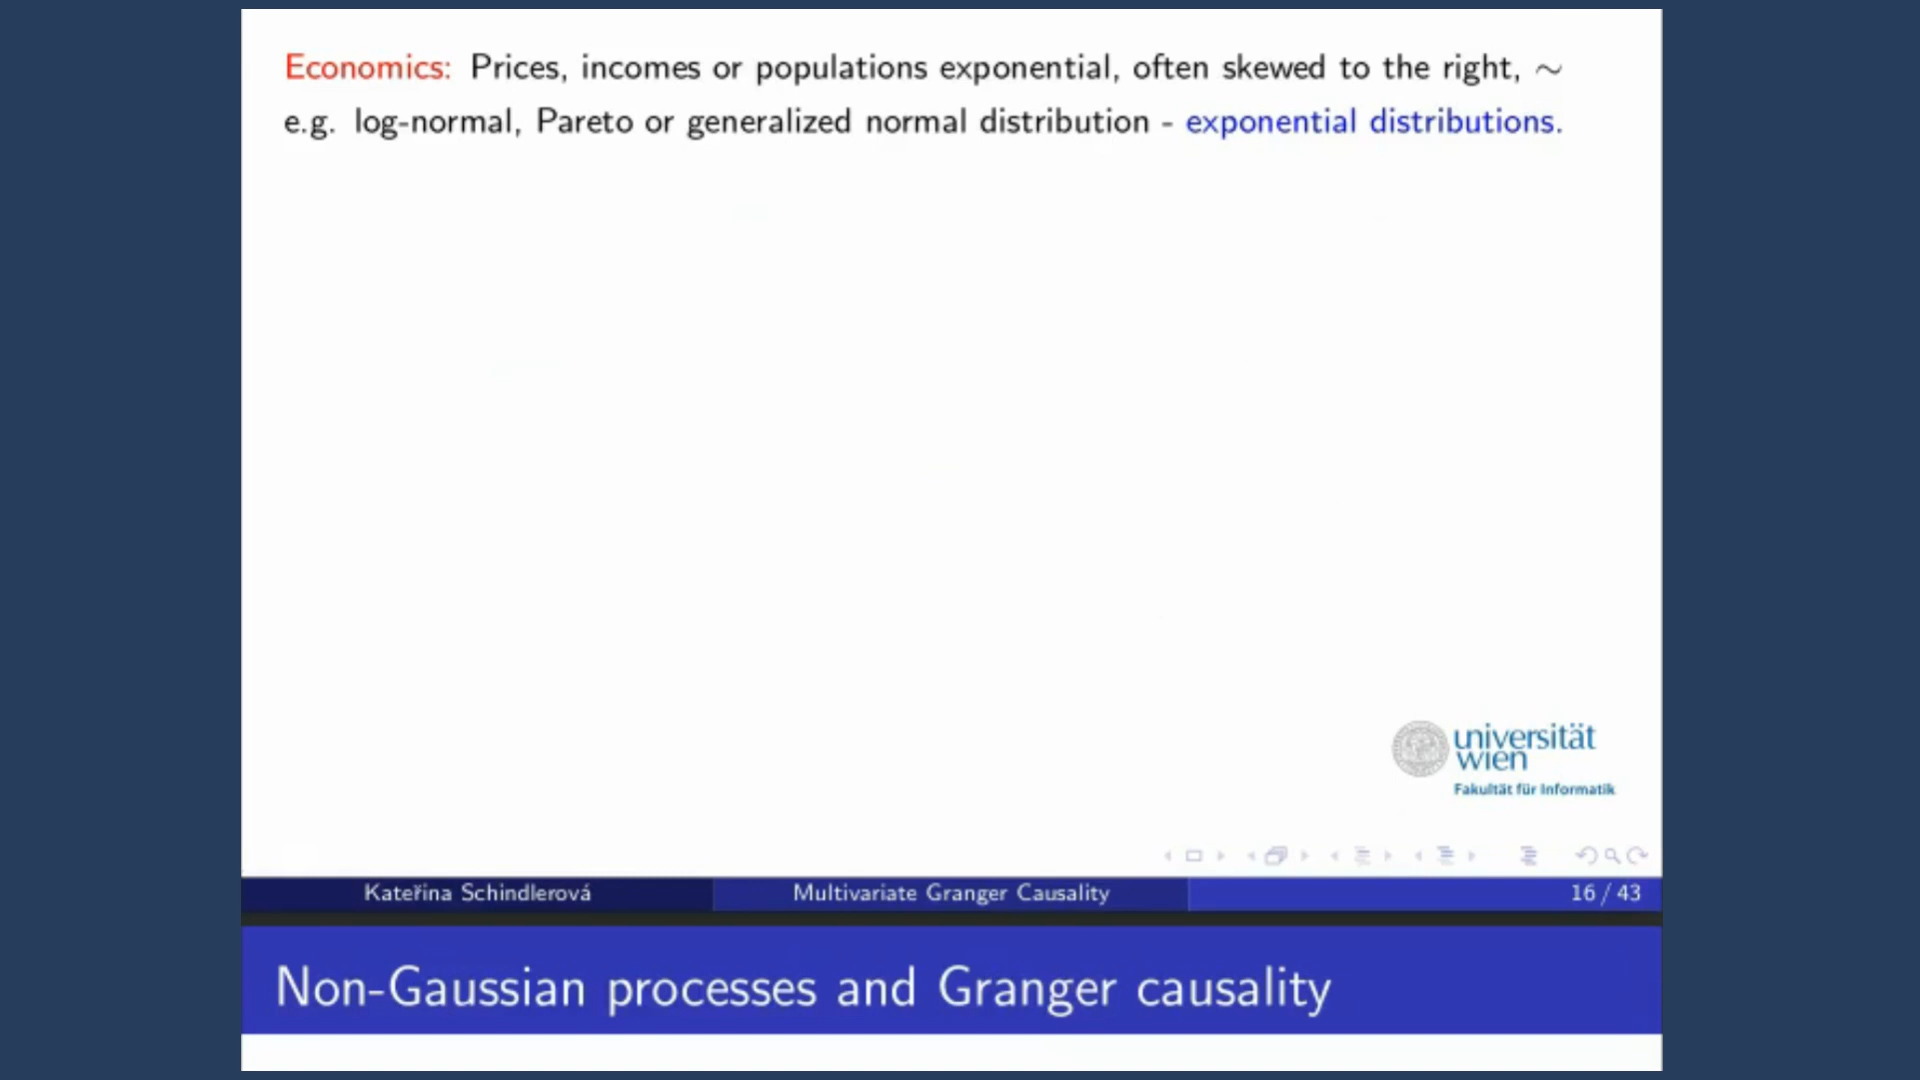 Economics: Prices, incomes or populations exponential, often skewed to the right, ∼
e.g. log-normal, Pareto or generalized normal distribution - exponential distributions.
universität
wien
Fakultät für Informatik
Kateřina Schindlerová Multivariate Granger Causality 16 / 43
Non-Gaussian processes and Granger causality